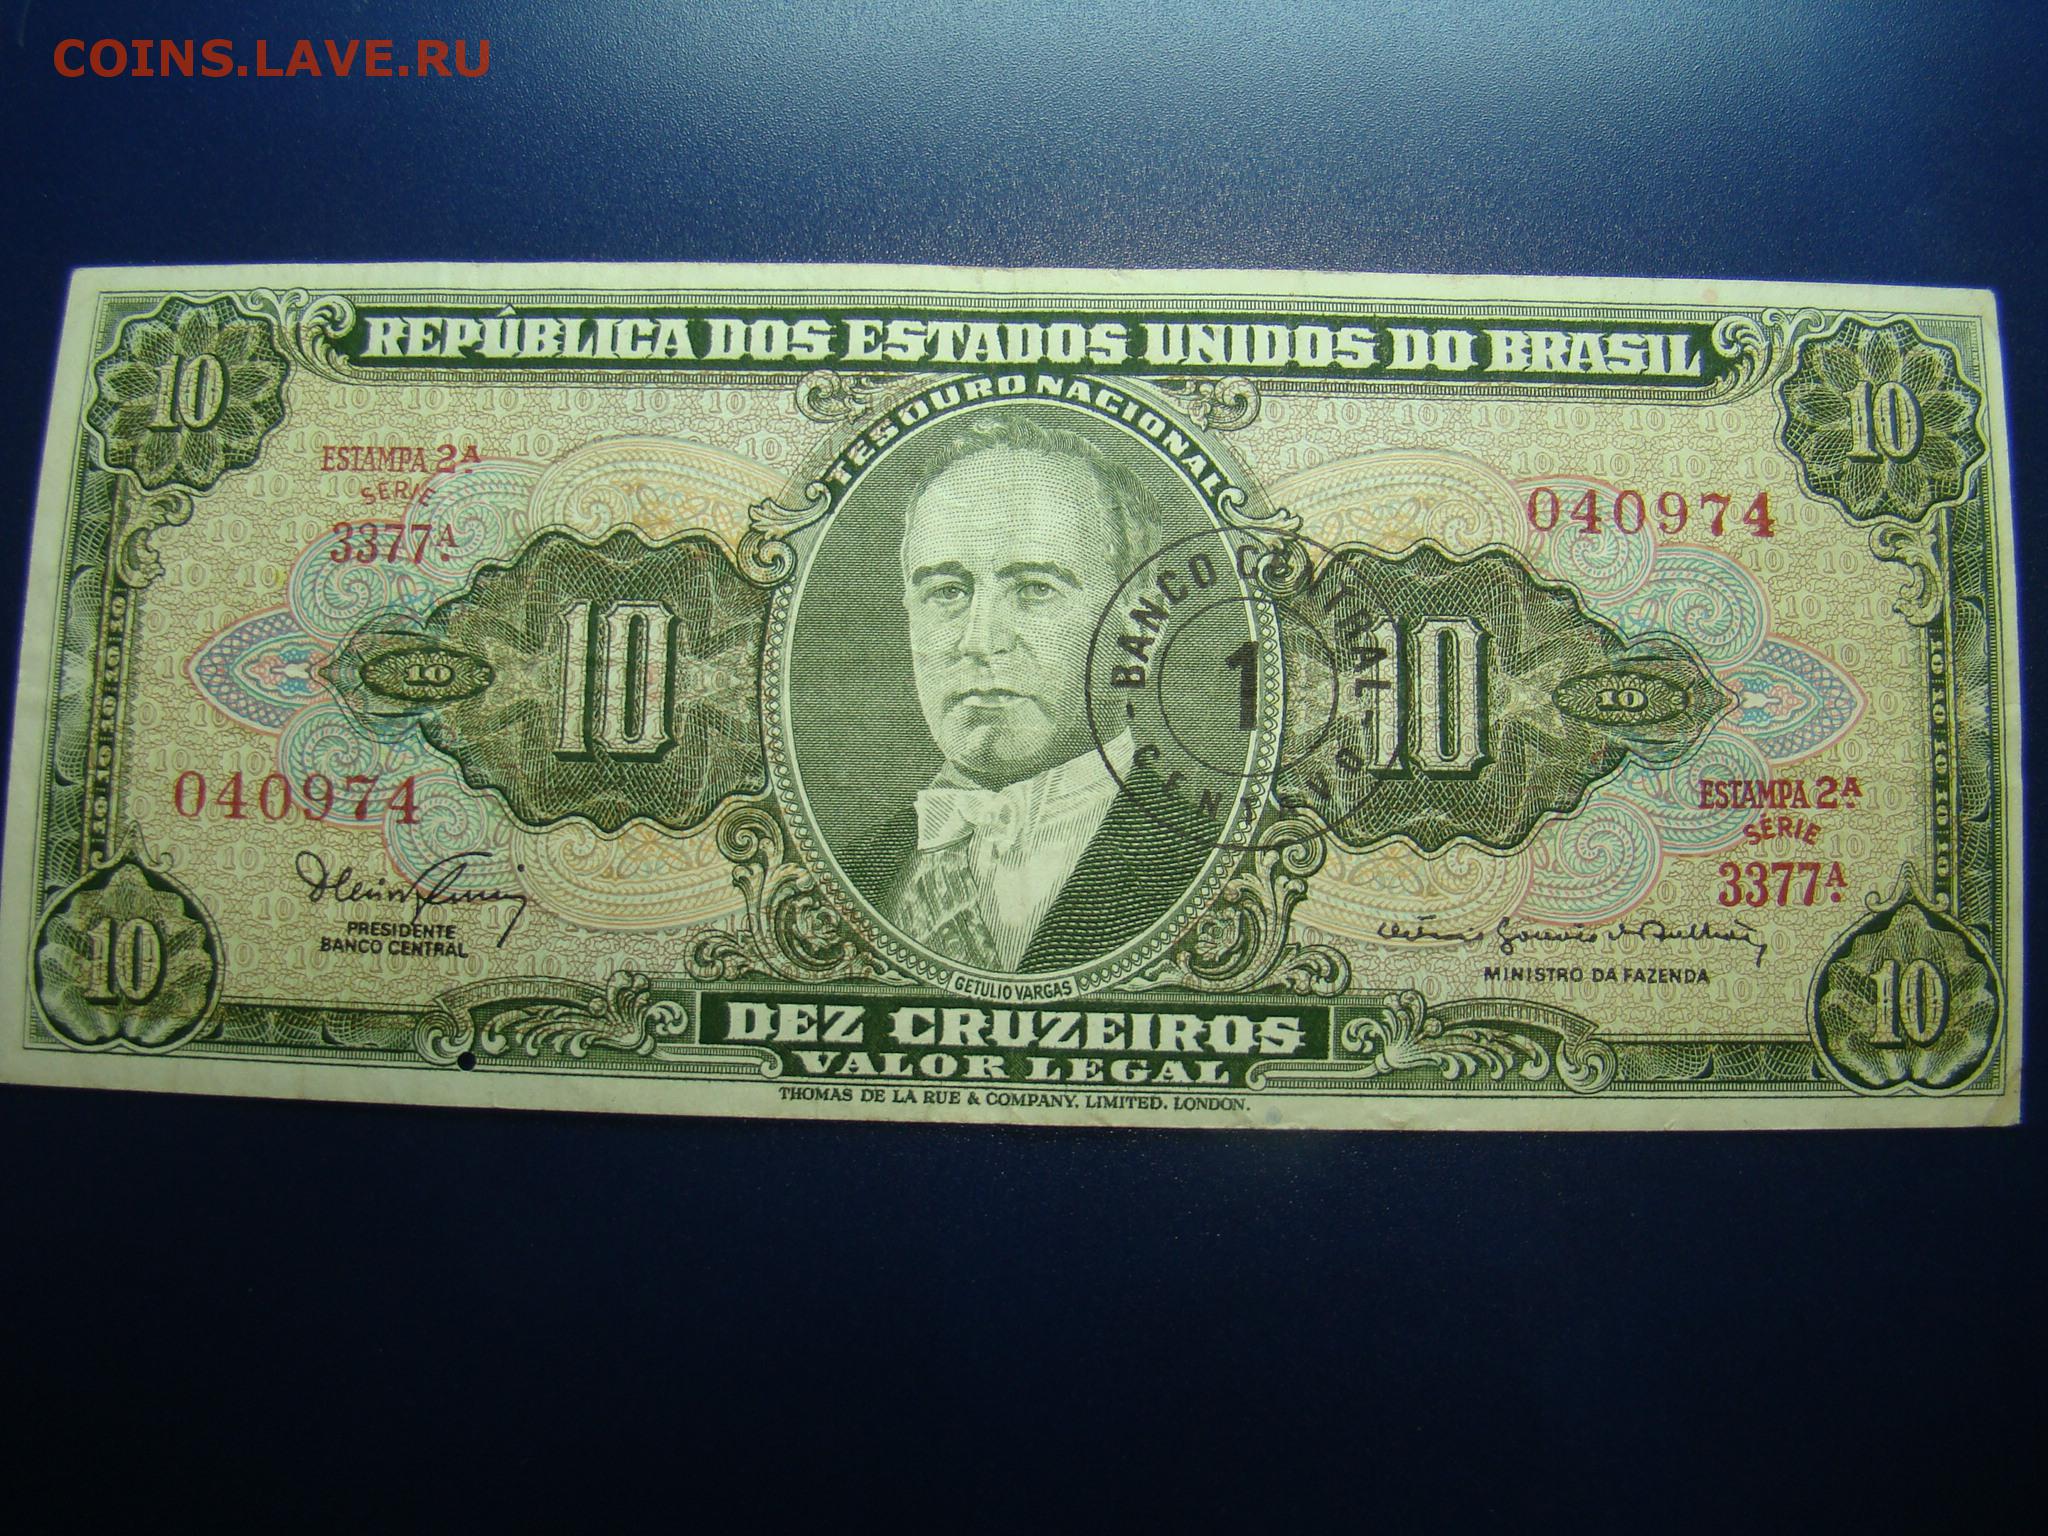 COINS.LAVE.RU
REPÚBLICA DOS ESTADOS UNIDOS DO BRASIL
TESOURO NACIONAL
10
10
ESTAMPA 2A
SÉRIE
3377A
040974
10
10
BANCO CENTRAL
1
CENTAVO
10
10
040974
ESTAMPA 2A
SÉRIE
3377A
PRESIDENTE
BANCO CENTRAL
MINISTRO DA FAZENDA
10
10
GETULIO VARGAS
DEZ CRUZEIROS
VALOR LEGAL
THOMAS DE LA RUE & COMPANY, LIMITED, LONDON.